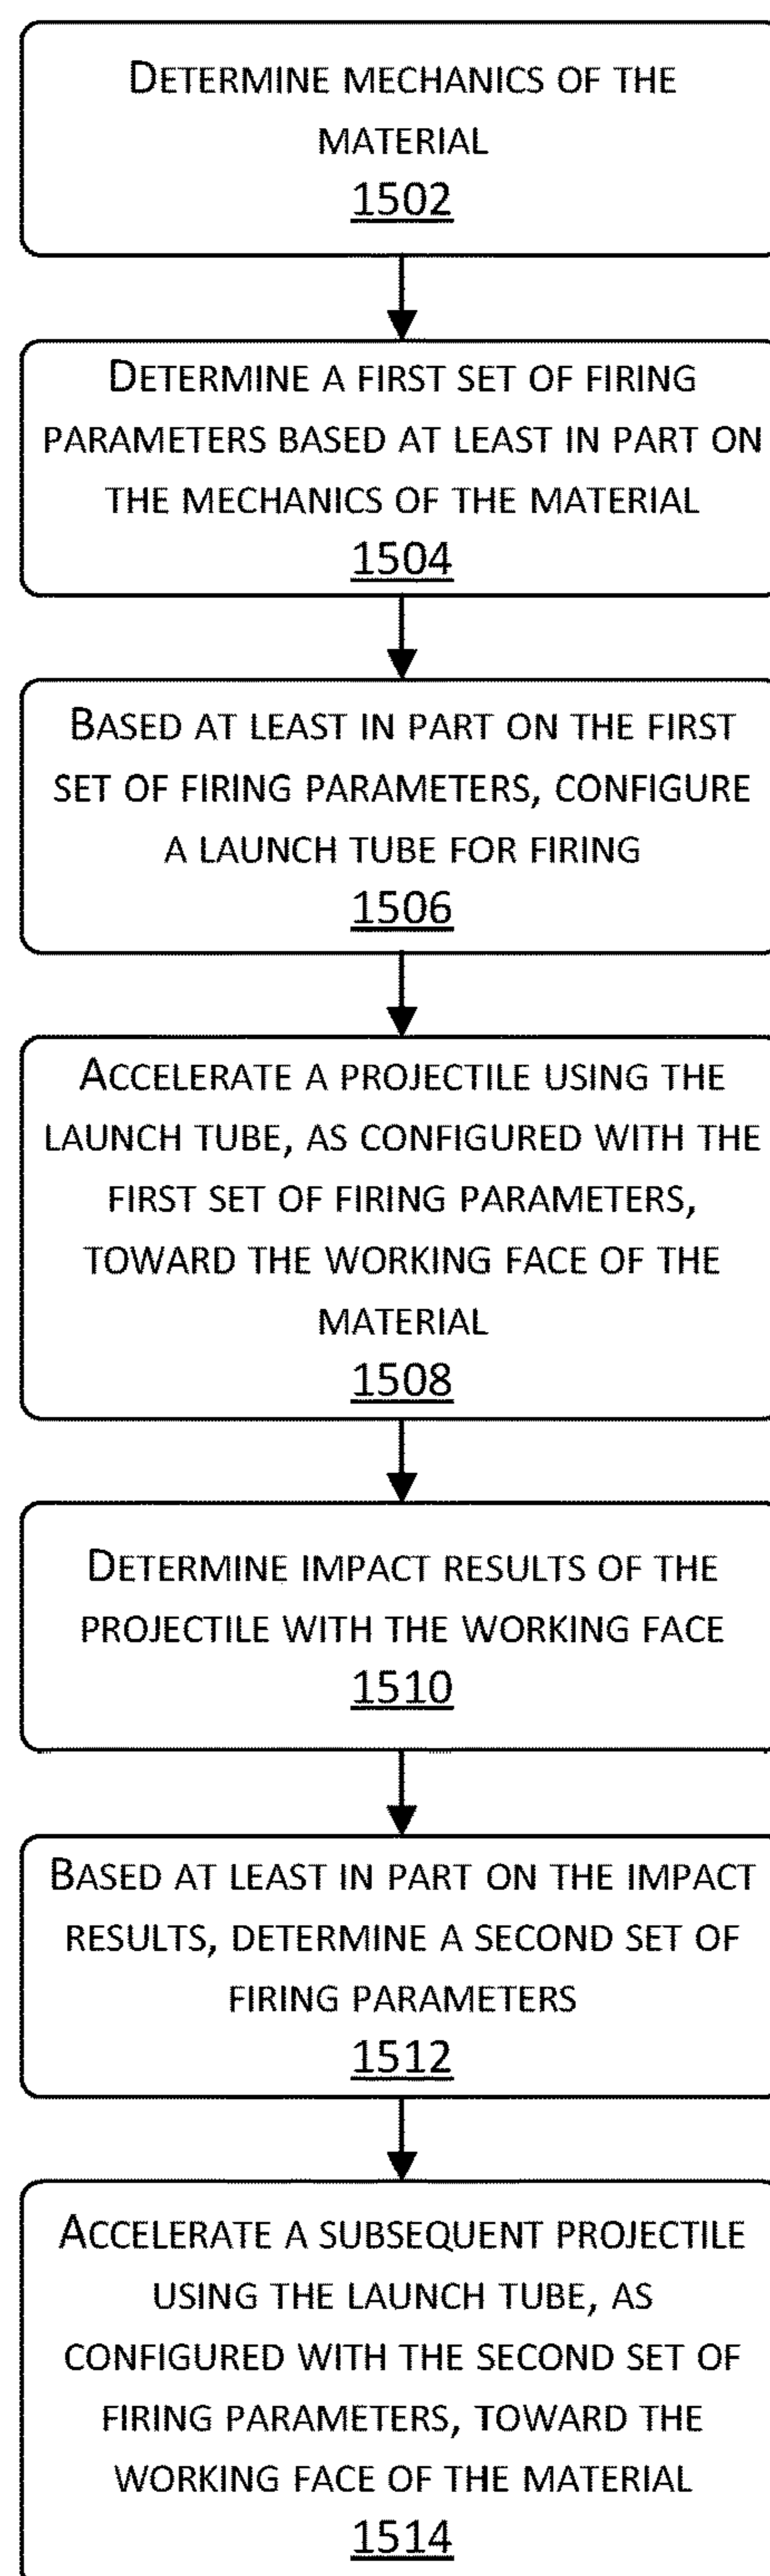 DETERMINE MECHANICS OF THE
MATERIAL
1502
DETERMINE A FIRST SET OF FIRING
PARAMETERS BASED AT LEAST IN PART ON
THE MECHANICS OF THE MATERIAL
1504
BASED AT LEAST IN PART ON THE FIRST
SET OF FIRING PARAMETERS, CONFIGURE
A LAUNCH TUBE FOR FIRING
1506
ACCELERATE A PROJECTILE USING THE
LAUNCH TUBE, AS CONFIGURED WITH THE
FIRST SET OF FIRING PARAMETERS,
TOWARD THE WORKING FACE OF THE
MATERIAL
1508
DETERMINE IMPACT RESULTS OF THE
PROJECTILE WITH THE WORKING FACE
1510
BASED AT LEAST IN PART ON THE IMPACT
RESULTS, DETERMINE A SECOND SET OF
FIRING PARAMETERS
1512
ACCELERATE A SUBSEQUENT PROJECTILE
USING THE LAUNCH TUBE, AS
CONFIGURED WITH THE SECOND SET OF
FIRING PARAMETERS, TOWARD THE
WORKING FACE OF THE MATERIAL
1514